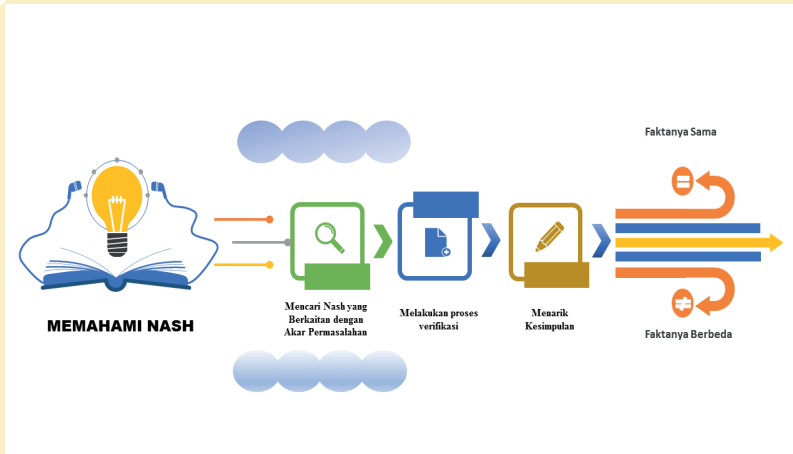 MEMAHAMI NASH
Mencari Nash yang
Berkaitan dengan
Akar Permasalahan
Melakukan proses
verifikasi
Menarik
Kesimpulan
Faktanya Sama
=
≠
Faktanya Berbeda